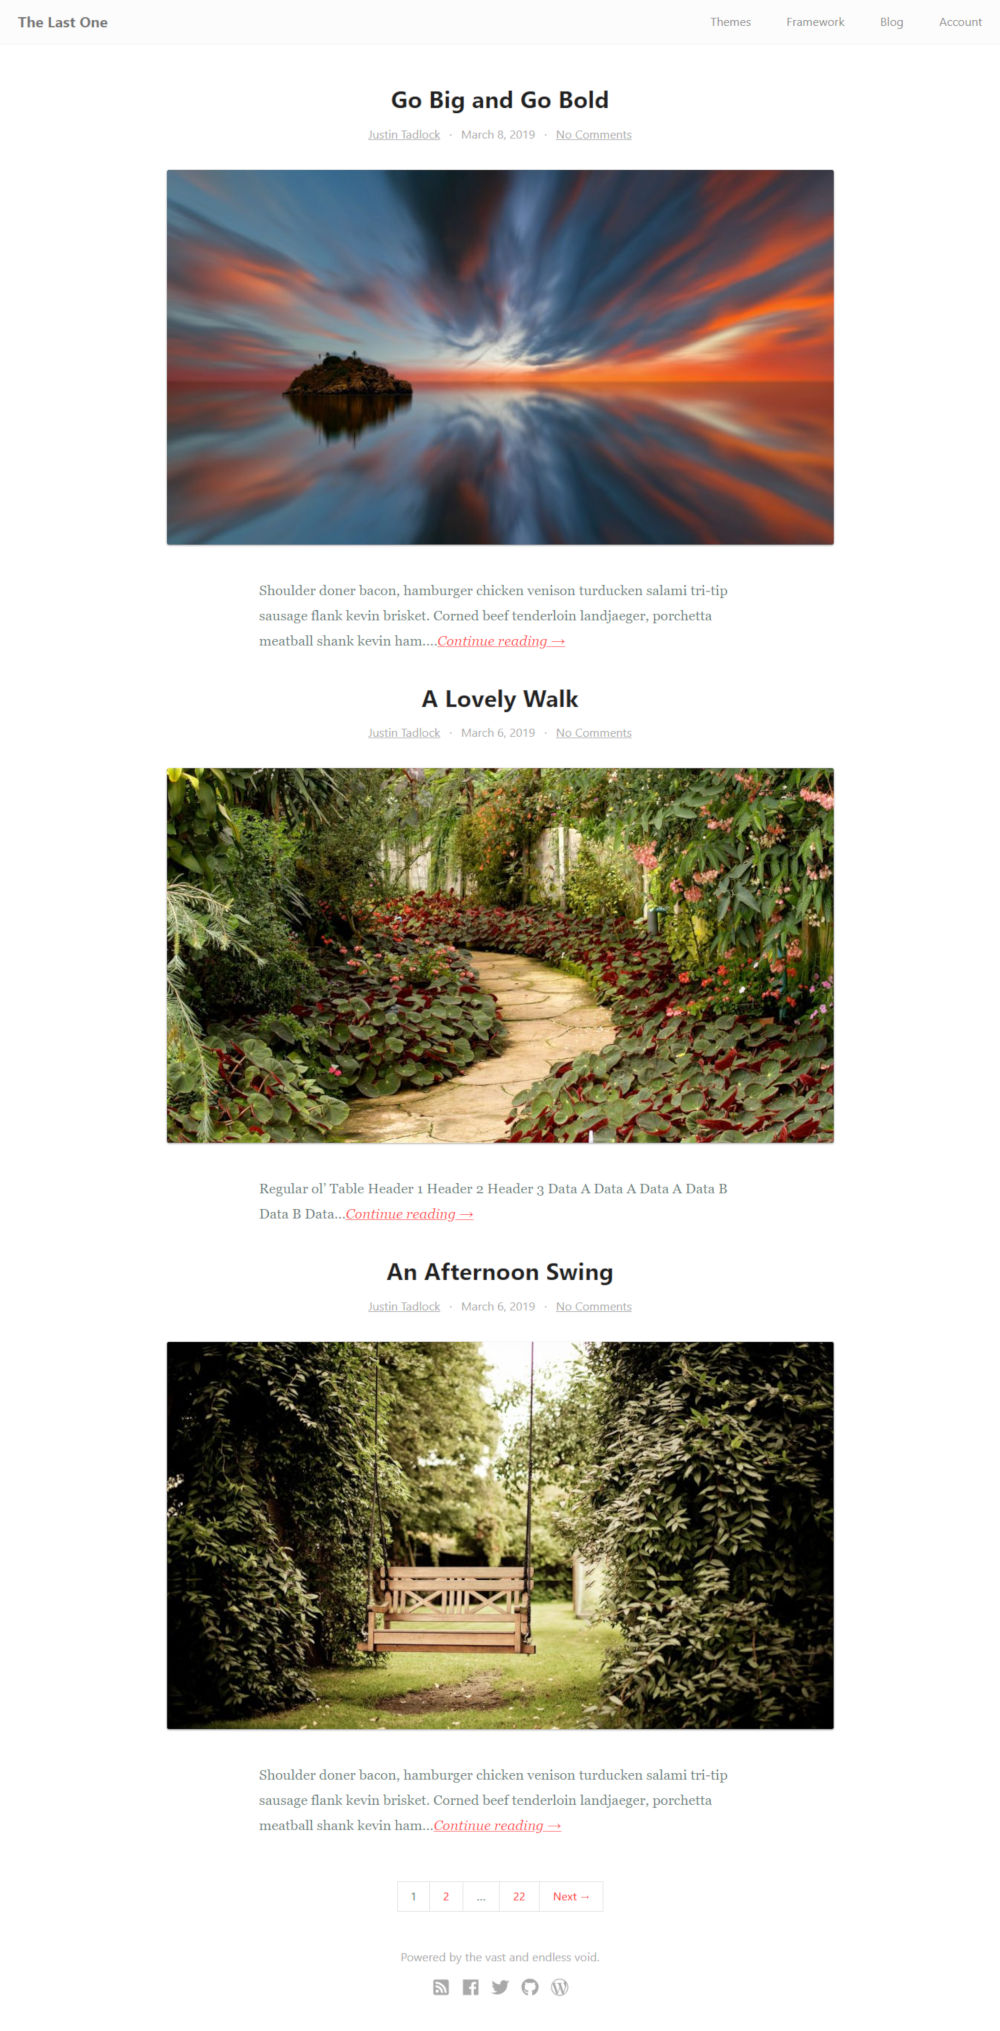 The Last One
Themes Framework Blog Account
Go Big and Go Bold
Justin Tadlock · March 8, 2019 · No Comments
Shoulder doner bacon, hamburger chicken venison turducken salami tri-tip
sausage flank kevin brisket. Corned beef tenderloin landjaeger, porchetta
meatball shank kevin ham....Continue reading →
A Lovely Walk
Justin Tadlock · March 6, 2019 · No Comments
Regular ol’ Table Header 1 Header 2 Header 3 Data A Data A Data A Data B
Data B Data...Continue reading →
An Afternoon Swing
Justin Tadlock · March 6, 2019 · No Comments
Shoulder doner bacon, hamburger chicken venison turducken salami tri-tip
sausage flank kevin brisket. Corned beef tenderloin landjaeger, porchetta
meatball shank kevin ham...Continue reading →
1 2 ... 22 Next →
Powered by the vast and endless void.